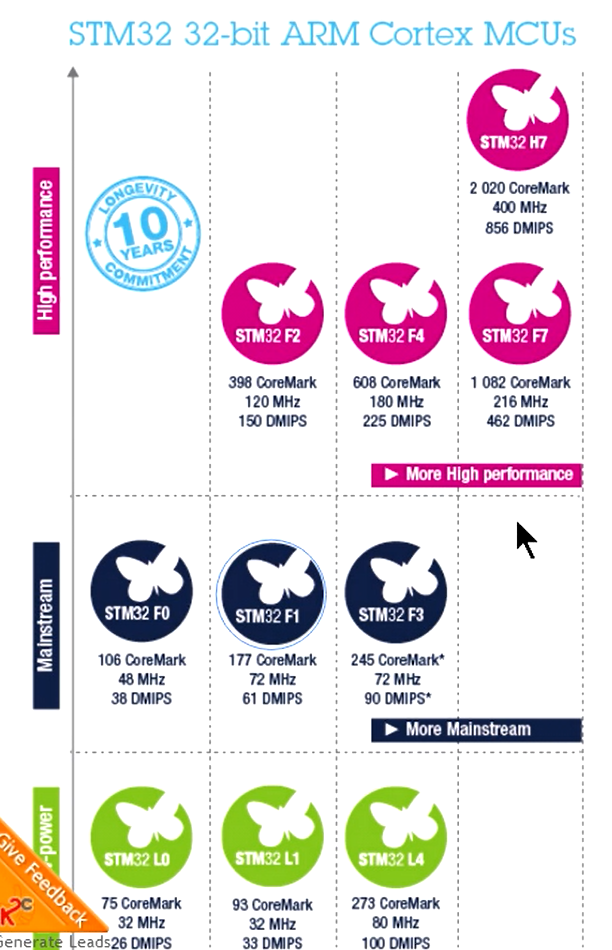 STM32 32-bit ARM Cortex MCUs
High performance
LONGEVITY
10
YEARS
COMMITMENT
STM32 H7
2 020 CoreMark
400 MHz
856 DMIPS
STM32 F2
398 CoreMark
120 MHz
150 DMIPS
STM32 F4
608 CoreMark
180 MHz
225 DMIPS
STM32 F7
1 082 CoreMark
216 MHz
462 DMIPS
More High performance
Mainstream
STM32 F0
106 CoreMark
48 MHz
38 DMIPS
STM32 F1
177 CoreMark
72 MHz
61 DMIPS
STM32 F3
245 CoreMark*
72 MHz
90 DMIPS*
More Mainstream
-power
STM32 L0
75 CoreMark
32 MHz
26 DMIPS
STM32 L1
93 CoreMark
32 MHz
33 DMIPS
STM32 L4
273 CoreMark
80 MHz
100 DMIPS
Give Feedback
K2C
Generate Leads